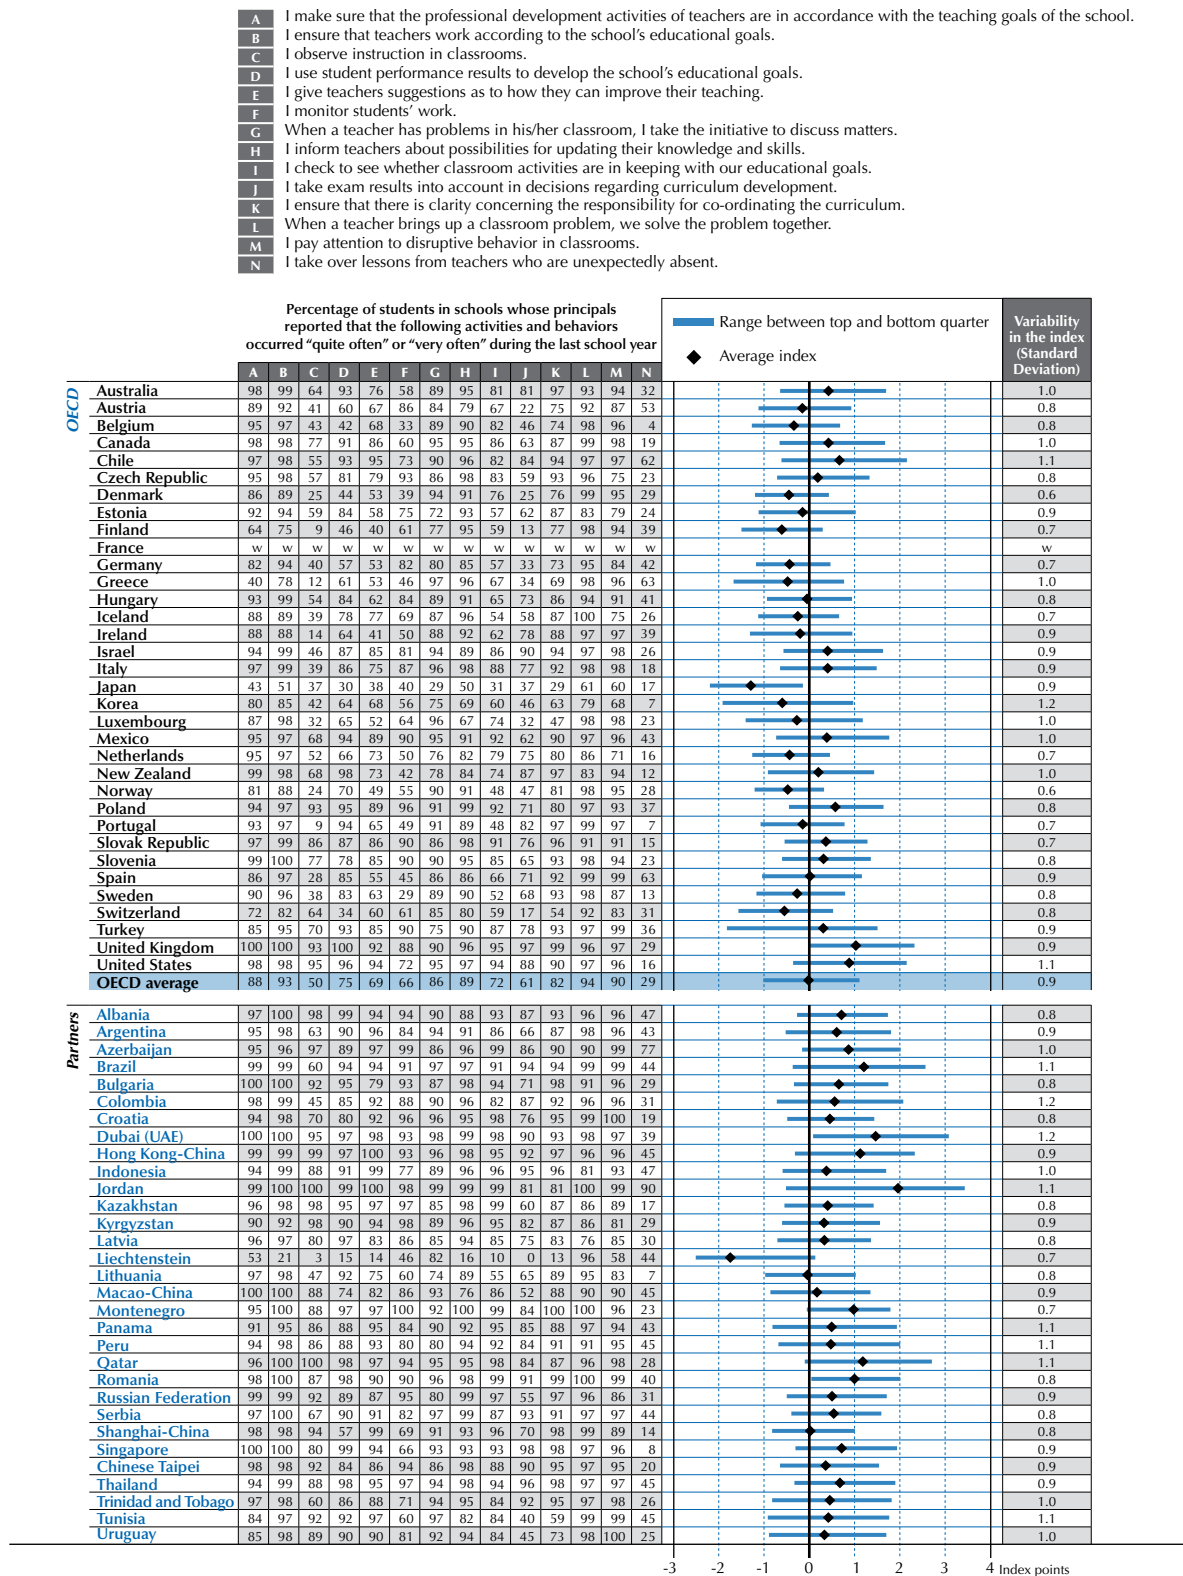 A I make sure that the professional development activities of teachers are in accordance with the teaching goals of the school.
B I ensure that teachers work according to the school's educational goals.
C I observe instruction in classrooms.
D I use student performance results to develop the school's educational goals.
E I give teachers suggestions as to how they can improve their teaching.
F I monitor students' work.
G When a teacher has problems in his/her classroom, I take the initiative to discuss matters.
H I inform teachers about possibilities for updating their knowledge and skills.
I I check to see whether classroom activities are in keeping with our educational goals.
J I take exam results into account in decisions regarding curriculum development.
K I ensure that there is clarity concerning the responsibility for co-ordinating the curriculum.
L When a teacher brings up a classroom problem, we solve the problem together.
M I pay attention to disruptive behavior in classrooms.
N I take over lessons from teachers who are unexpectedly absent.
Percentage of students in schools whose principals
reported that the following activities and behaviors
occurred "quite often" or "very often" during the last school year
Range between top and bottom quarter
Average index
Variability
in the index
(Standard
Deviation)
A B C D E F G H I J K L M N
OECD
Australia 98 99 64 93 76 58 89 95 81 81 97 93 94 32 1.0
Austria 89 92 41 60 67 86 84 79 67 22 75 92 87 53 0.8
Belgium 95 97 43 42 68 33 89 90 82 46 74 98 96 4 0.8
Canada 98 98 77 91 86 60 95 95 86 63 87 99 98 19 1.0
Chile 97 98 55 93 95 73 90 96 82 84 94 97 97 62 1.1
Czech Republic 95 98 57 81 79 93 86 98 83 59 93 96 75 23 0.8
Denmark 86 89 25 44 53 39 94 91 76 25 76 99 95 29 0.6
Estonia 92 94 59 84 58 75 72 93 57 62 87 83 79 24 0.9
Finland 64 75 9 46 40 61 77 95 59 13 77 98 94 39 0.7
France w w w w w w w w w w w w w w w
Germany 82 94 40 57 53 82 80 85 57 33 73 95 84 42 0.7
Greece 40 78 12 61 53 46 97 96 67 34 69 98 96 63 1.0
Hungary 93 99 54 84 62 84 89 91 65 73 86 94 91 41 0.8
Iceland 88 89 39 78 77 69 87 96 54 58 87 100 75 26 0.7
Ireland 88 88 14 64 41 50 88 92 62 78 88 97 97 39 0.9
Israel 94 99 46 87 85 81 94 89 86 90 94 97 98 26 0.9
Italy 97 99 39 86 75 87 96 98 88 77 92 98 98 18 0.9
Japan 43 51 37 30 38 40 29 50 31 37 29 61 60 17 0.9
Korea 80 85 42 64 68 56 75 69 60 46 63 79 68 7 1.2
Luxembourg 87 98 32 65 52 64 96 67 74 32 47 98 98 23 1.0
Mexico 95 97 68 94 89 90 95 91 92 62 90 97 96 43 1.0
Netherlands 95 97 52 66 73 50 76 82 79 75 80 86 71 16 0.7
New Zealand 99 98 68 98 73 42 78 84 74 87 97 83 94 12 1.0
Norway 81 88 24 70 49 55 90 91 48 47 81 98 95 28 0.6
Poland 94 97 93 95 89 96 91 99 92 71 80 97 93 37 0.8
Portugal 93 97 9 94 65 49 91 89 48 82 97 99 97 7 0.7
Slovak Republic 97 99 86 87 86 90 86 98 91 76 96 91 91 15 0.7
Slovenia 99 100 77 78 85 90 90 95 85 65 93 98 94 23 0.8
Spain 86 97 28 85 55 45 86 86 66 71 92 99 99 63 0.9
Sweden 90 96 38 83 63 29 89 90 52 68 93 98 87 13 0.8
Switzerland 72 82 64 34 60 61 85 80 59 17 54 92 83 31 0.8
Turkey 85 95 70 93 85 90 75 90 87 78 93 97 99 36 0.9
United Kingdom 100 100 93 100 92 88 90 96 95 97 99 96 97 29 0.9
United States 98 98 95 96 94 72 95 97 94 88 90 97 96 16 1.1
OECD average 88 93 50 75 69 66 86 89 72 61 82 94 90 29 0.9
Partners
Albania 97 100 98 99 94 94 90 88 93 87 93 96 96 47 0.8
Argentina 95 98 63 90 96 84 94 91 86 66 87 98 96 43 0.9
Azerbaijan 95 96 97 89 97 99 86 96 99 86 90 90 99 77 1.0
Brazil 99 99 60 94 94 91 97 97 91 94 94 99 99 44 1.1
Bulgaria 100 100 92 95 79 93 87 98 94 71 98 91 96 29 0.8
Colombia 98 99 45 85 92 88 90 96 82 87 92 96 96 31 1.2
Croatia 94 98 70 80 92 96 96 95 98 76 95 99 100 19 0.8
Dubai (UAE) 100 100 95 97 98 93 98 99 98 90 93 98 97 39 1.2
Hong Kong-China 99 99 99 97 100 93 96 98 95 92 97 96 96 45 0.9
Indonesia 94 99 88 91 99 77 89 96 96 95 96 81 93 47 1.0
Jordan 99 100 100 99 100 98 99 99 99 81 81 100 99 90 1.1
Kazakhstan 96 98 98 95 97 97 85 98 99 60 87 86 89 17 0.8
Kyrgyzstan 90 92 98 90 94 98 89 96 95 82 87 86 81 29 0.9
Latvia 96 97 80 97 83 86 85 94 85 75 83 76 85 30 0.8
Liechtenstein 53 21 3 15 14 46 82 16 10 0 13 96 58 44 0.7
Lithuania 97 98 47 92 75 60 74 89 55 65 89 95 83 7 0.8
Macao-China 100 100 88 74 82 86 93 76 86 52 88 90 90 45 0.9
Montenegro 95 100 88 97 97 100 92 100 99 84 100 100 96 23 0.7
Panama 91 95 86 88 95 84 90 92 95 85 88 97 94 43 1.1
Peru 94 98 86 88 93 80 80 94 92 84 91 91 95 45 1.1
Qatar 96 100 100 98 97 94 95 95 98 84 87 96 98 28 1.1
Romania 98 100 87 98 90 90 96 98 99 91 99 100 99 40 0.8
Russian Federation 99 99 92 89 87 95 80 99 97 55 97 96 86 31 0.9
Serbia 97 100 67 90 91 82 97 99 87 93 91 97 97 44 0.8
Shanghai-China 98 98 94 57 99 69 91 93 96 70 98 99 89 14 0.8
Singapore 100 100 80 99 94 66 93 93 93 98 98 97 96 8 0.9
Chinese Taipei 98 98 92 84 86 94 86 98 88 90 95 97 95 20 0.9
Thailand 94 99 88 98 95 97 94 98 94 96 98 97 97 45 0.9
Trinidad and Tobago 97 98 60 86 88 71 94 95 84 92 95 97 98 26 1.0
Tunisia 84 97 92 92 97 60 97 82 84 40 59 99 99 45 1.1
Uruguay 85 98 89 90 90 81 92 94 84 45 73 98 100 25 1.0
-3 -2 -1 0 1 2 3 4 Index points